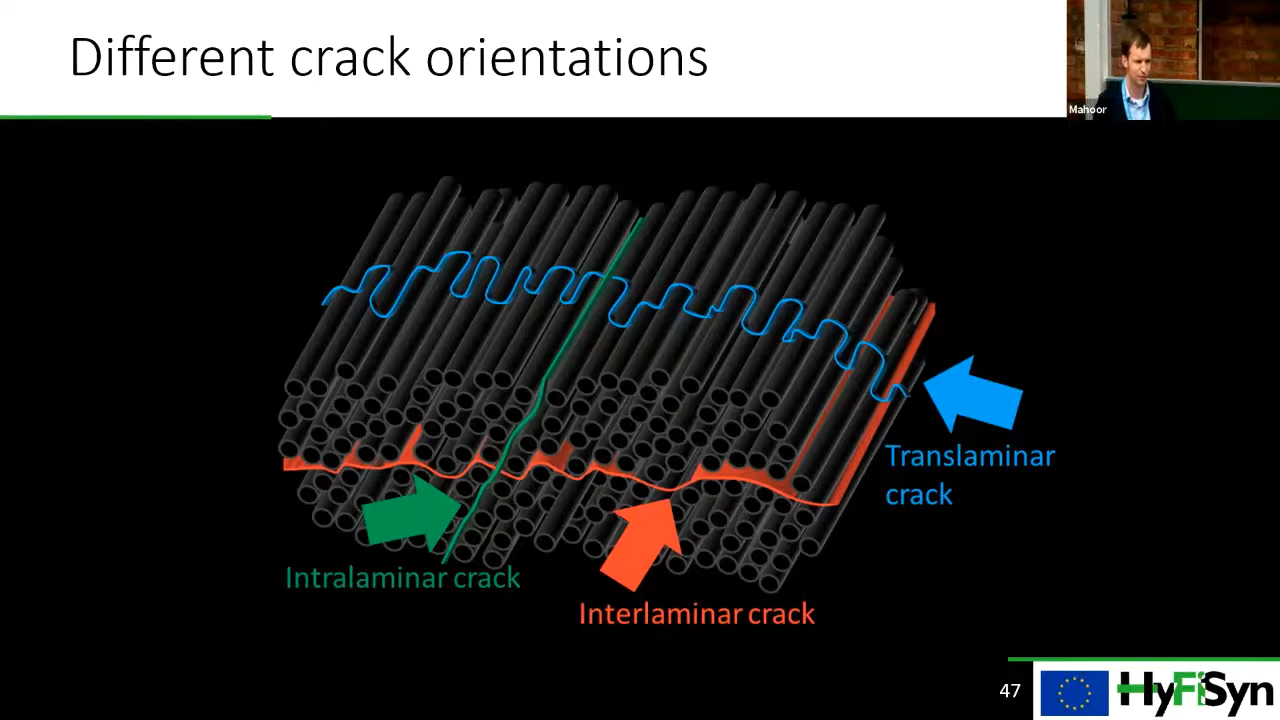 Different crack orientations
Mahoor
Translaminar
crack
Intralaminar crack
Interlaminar crack
47
HyFiSyn